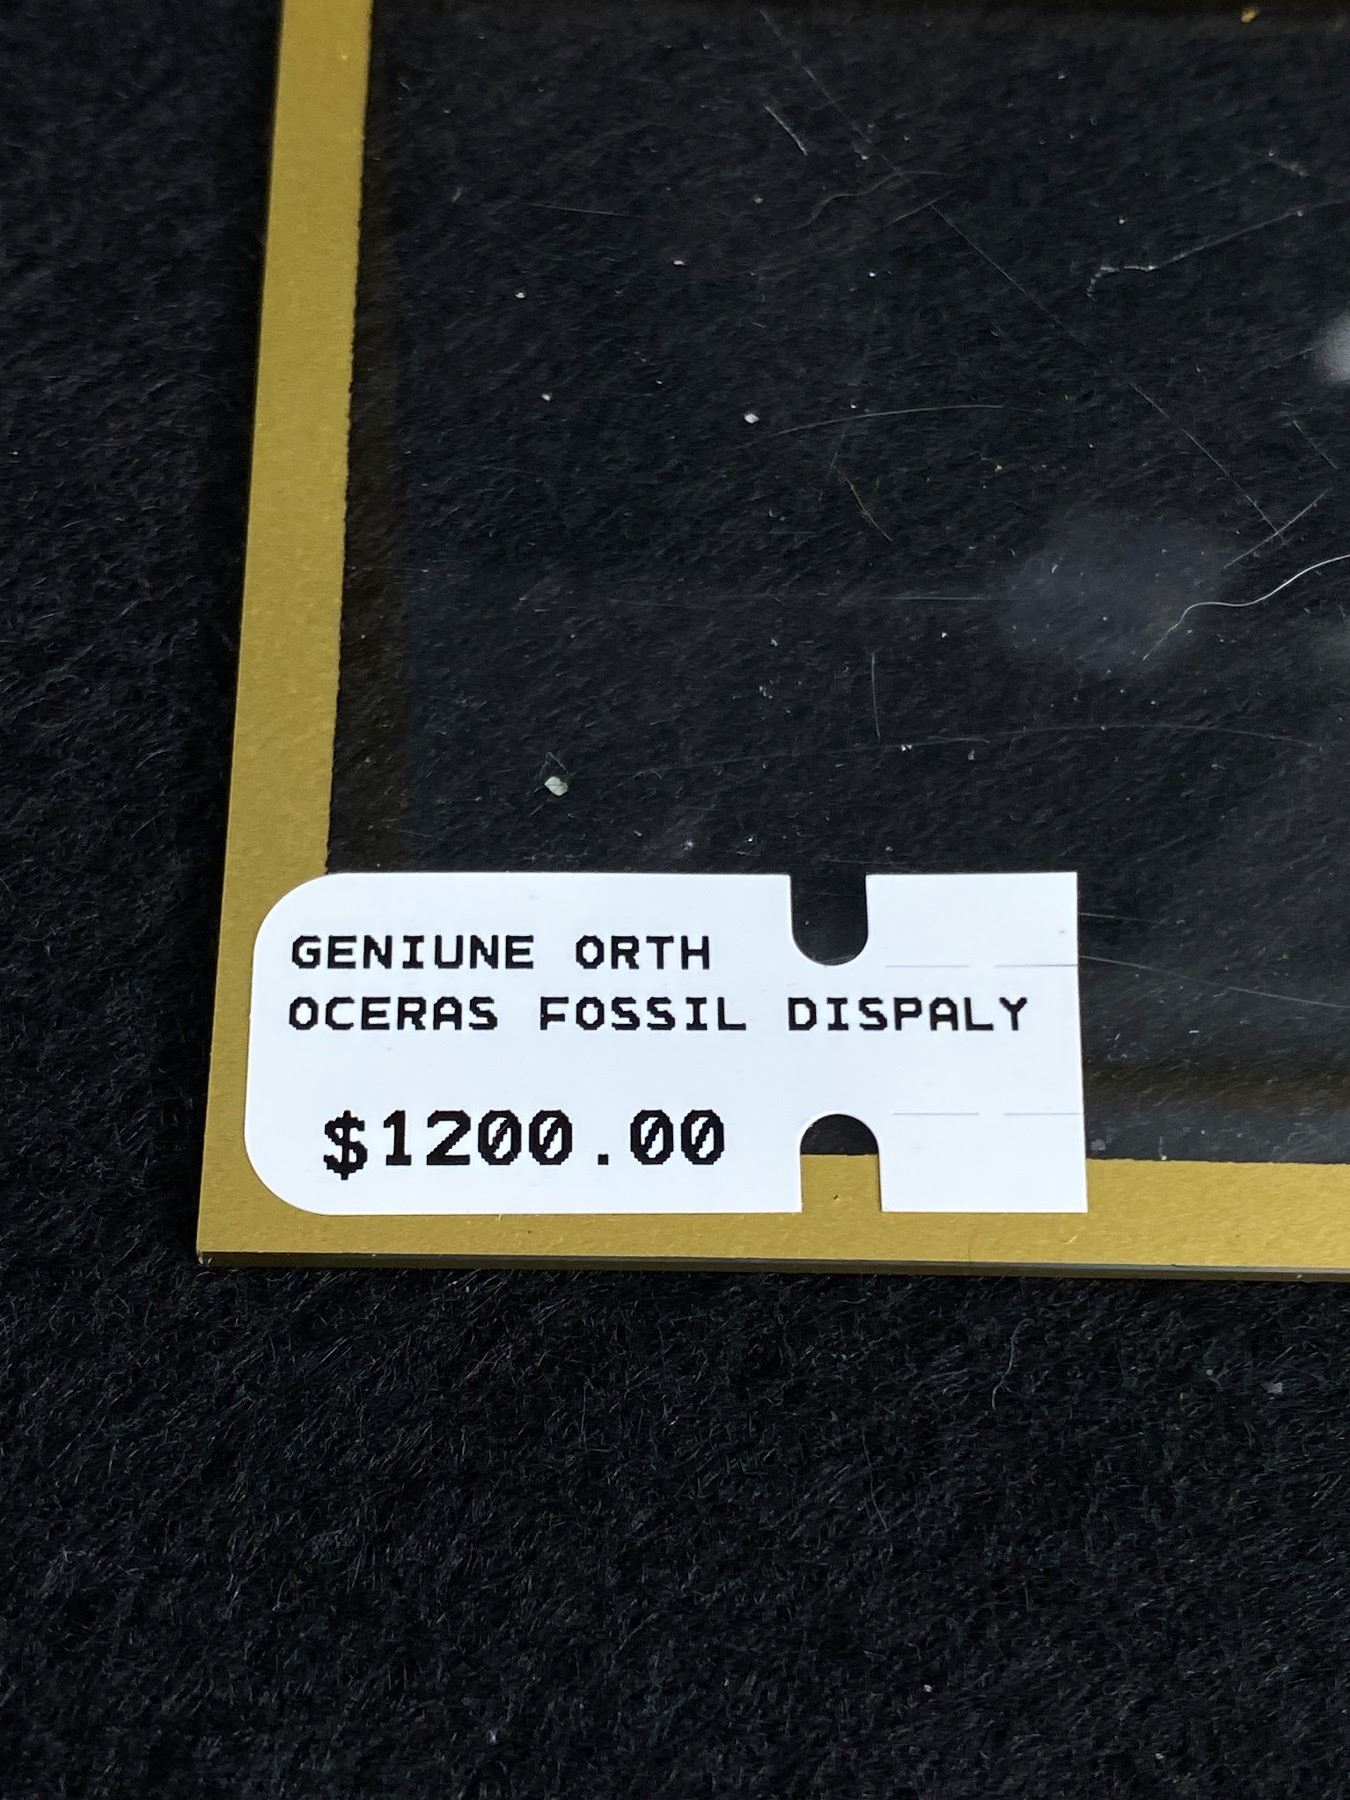 GENIUNE ORTH
OCERAS FOSSIL DISPALY
$1200.00